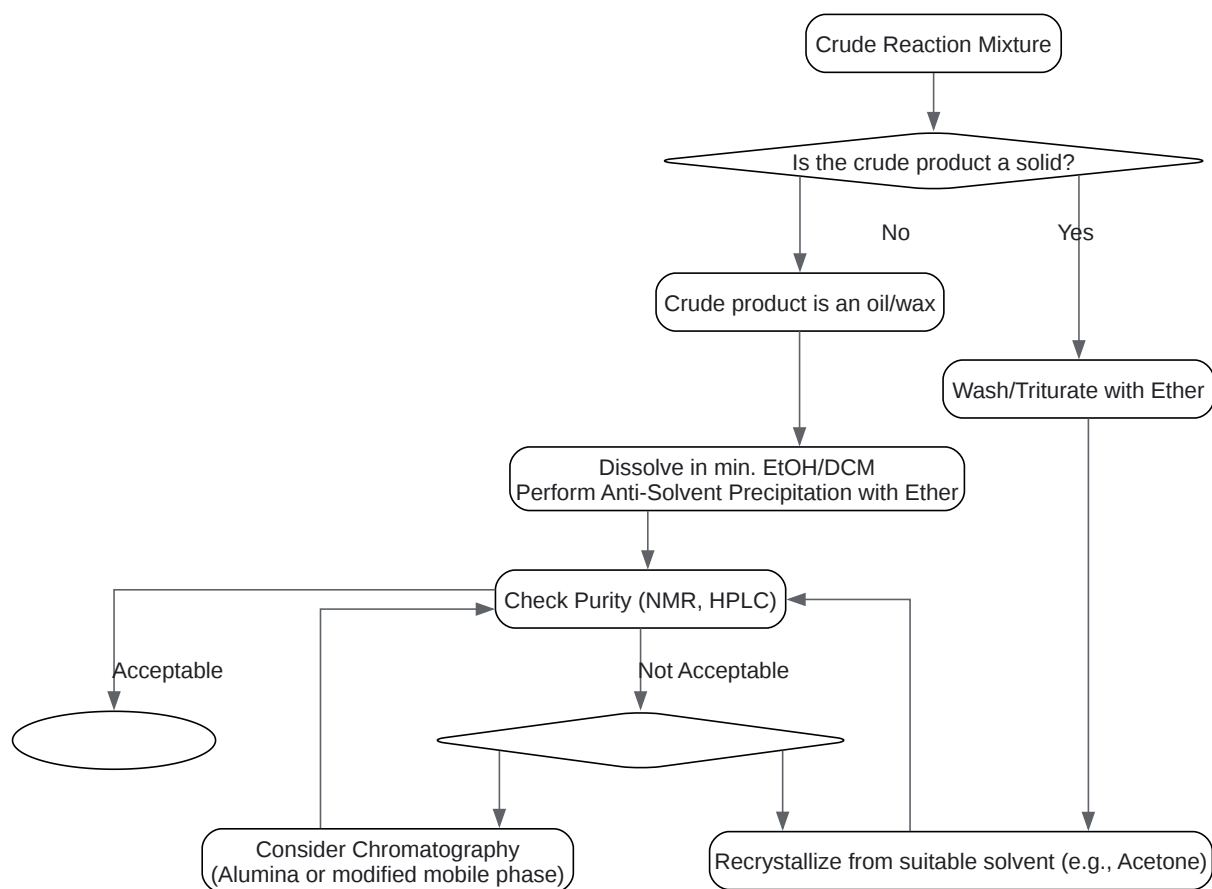 Crude Reaction Mixture
Is the crude product a solid?
No
Yes
Crude product is an oil/wax
Wash/Triturate with Ether
Dissolve in min. EtOH/DCM
Perform Anti-Solvent Precipitation with Ether
Check Purity (NMR, HPLC)
Acceptable
Not Acceptable
Consider Chromatography
(Alumina or modified mobile phase)
Recrystallize from suitable solvent (e.g., Acetone)